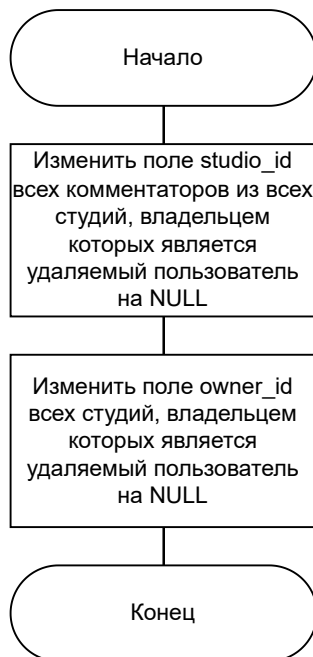 Начало
Изменить поле studio_id
всех комментаторов из всех
студий, владельцем
которых является
удаляемый пользователь
на NULL
Изменить поле owner_id
всех студий, владельцем
которых является
удаляемый пользователь
на NULL
Конец